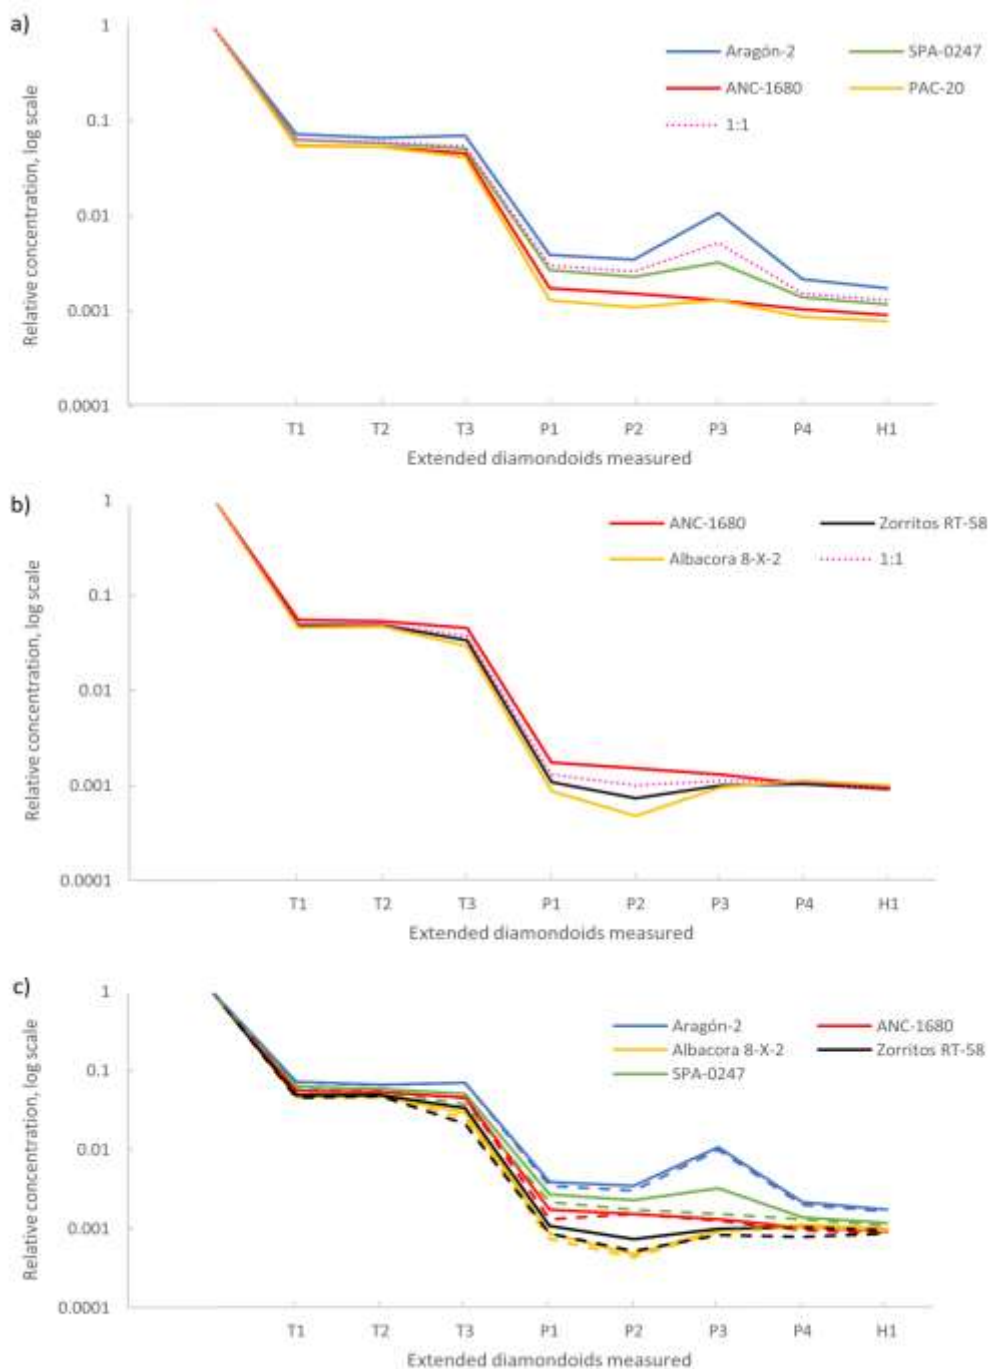 a)
Relative concentration, log scale
1
0.1
0.01
0.001
0.0001
Aragón-2
SPA-0247
ANC-1680
PAC-20
1:1
T1 T2 T3 P1 P2 P3 P4 H1
Extended diamondoids measured
b)
Relative concentration, log scale
1
0.1
0.01
0.001
0.0001
ANC-1680
Zorritos RT-58
Albacora 8-X-2
1:1
T1 T2 T3 P1 P2 P3 P4 H1
Extended diamondoids measured
c)
Relative concentration, log scale
1
0.1
0.01
0.001
0.0001
Aragón-2
ANC-1680
Albacora 8-X-2
Zorritos RT-58
SPA-0247
T1 T2 T3 P1 P2 P3 P4 H1
Extended diamondoids measured